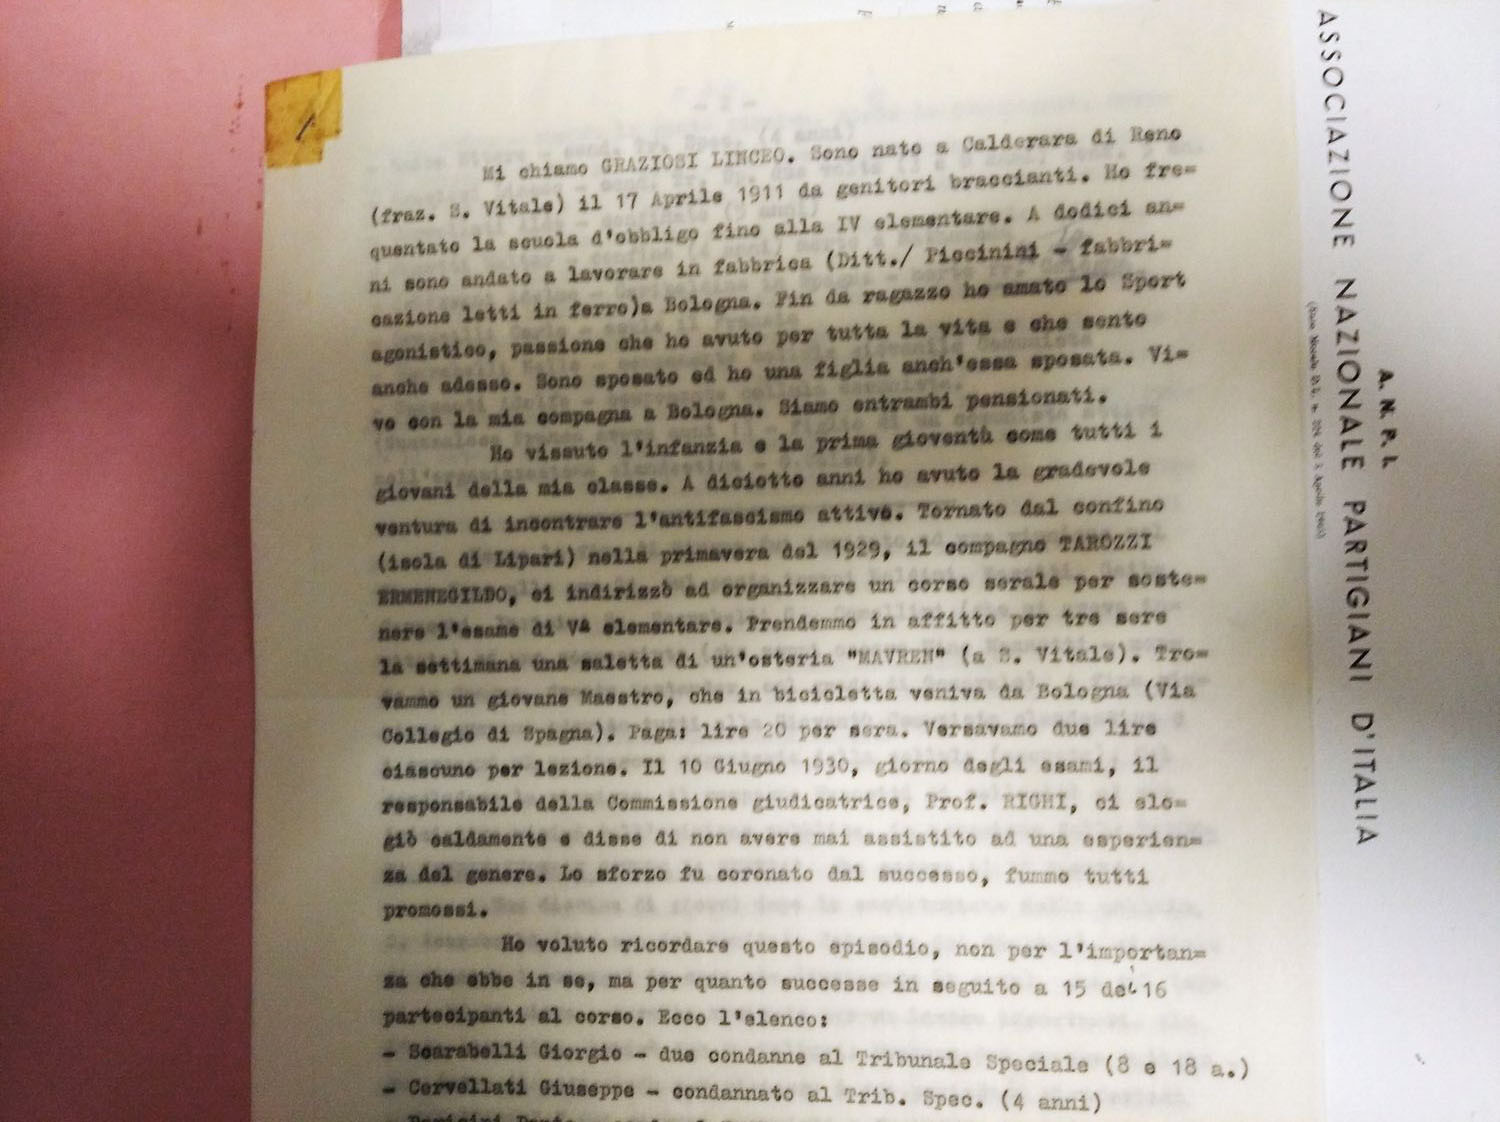 Mi chiamo GRAZIOSI LINCEO. Sono nato a Calderara di Reno
(fraz. S. Vitale) il 17 Aprile 1911 da genitori braccianti. Ho fre=
quentato la scuola d'obbligo fino alla IV elementare. A dodici an=
ni sono andato a lavorare in fabbrica (Ditt./ Piccinini - fabbri=
cazione letti in ferro)a Bologna. Fin da ragazzo ho amato lo Sport
agonistico, passione che ho avuto per tutta la vita e che sento
anche adesso. Sono sposato ed ho una figlia anch'essa sposata. Vi=
vo con la mia compagna a Bologna. Siamo entrambi pensionati.
Ho vissuto l'infanzia e la prima gioventù come tutti i
giovani della mia classe. A diciotto anni ho avuto la gradevole
ventura di incontrare l'antifascismo attivo. Tornato dal confino
(isola di Lipari) nella primavera del 1929, il compagno TAROZZI
ERMENEGILDO, ci indirizzò ad organizzare un corso serale per soste=
nere l'esame di Vª elementare. Prendemmo in affitto per tre sere
la settimana una saletta di un'osteria "MAVREN" (a S. Vitale). Tro=
vammo un giovane Maestro, che in bicicletta veniva da Bologna (Via
Collegio di Spagna). Paga: lire 20 per sera. Versavamo due lire
ciascuno per lezione. Il 10 Giugno 1930, giorno degli esami, il
responsabile della Commissione giudicatrice, Prof. RIGHI, ci elo=
giò caldamente e disse di non avere mai assistito ad una esperien=
za del genere. Lo sforzo fu coronato dal successo, fummo tutti
promossi.
Ho voluto ricordare questo episodio, non per l'importan=
za che ebbe in se, ma per quanto successe in seguito a 15 dei 16
partecipanti al corso. Ecco l'elenco:
- Scarabelli Giorgio - due condanne al Tribunale Speciale (8 e 18 a.)
- Cervellati Giuseppe - condannato al Trib. Spec. (4 anni)
A. N. P. I.
ASSOCIAZIONE NAZIONALE PARTIGIANI D'ITALIA